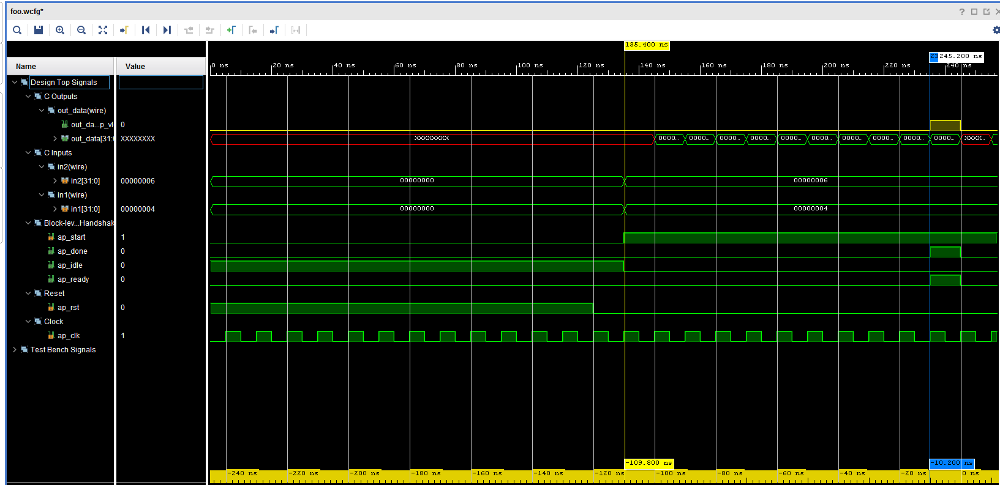 foo.wcfg*
?
135.400 ns
23
245.200 ns
Name
Value
0 ns
20 ns
40 ns
60 ns
80 ns
100 ns
120 ns
140 ns
160 ns
180 ns
200 ns
220 ns
240 ns
Design Top Signals
C Outputs
out_data(wire)
out_da...p_vl
0
out_data[31:0
XXXXXXXX
XXXXXXXX
0000...
0000...
0000...
0000...
0000...
0000...
0000...
0000...
0000...
0000...
XXXX...
C Inputs
in2(wire)
in2[31:0]
00000006
00000000
00000006
in1(wire)
in1[31:0]
00000004
00000000
00000004
Block-lev...Handshak
ap_start
1
ap_done
0
ap_idle
0
ap_ready
0
Reset
ap_rst
0
Clock
ap_clk
1
Test Bench Signals
-109.800 ns
-10.200 ns
-240 ns
-220 ns
-200 ns
-180 ns
-160 ns
-140 ns
-120 ns
-100 ns
-80 ns
-60 ns
-40 ns
-20 ns
0 ns